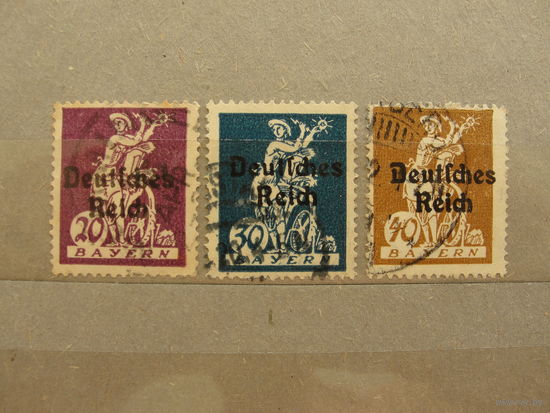 Deutsches
Reich
20
BAYERN
Deutsches
Reich
30
BAYERN
Deutsches
Reich
40
BAYERN